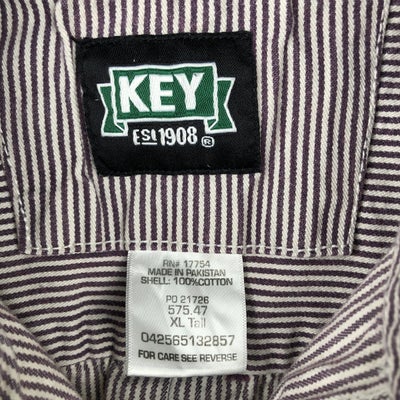 KEY
EST 1908 ®
RN# 17754
MADE IN PAKISTAN
SHELL: 100%COTTON
PO 21726
575.47
XL Tall
042565132857
FOR CARE SEE REVERSE